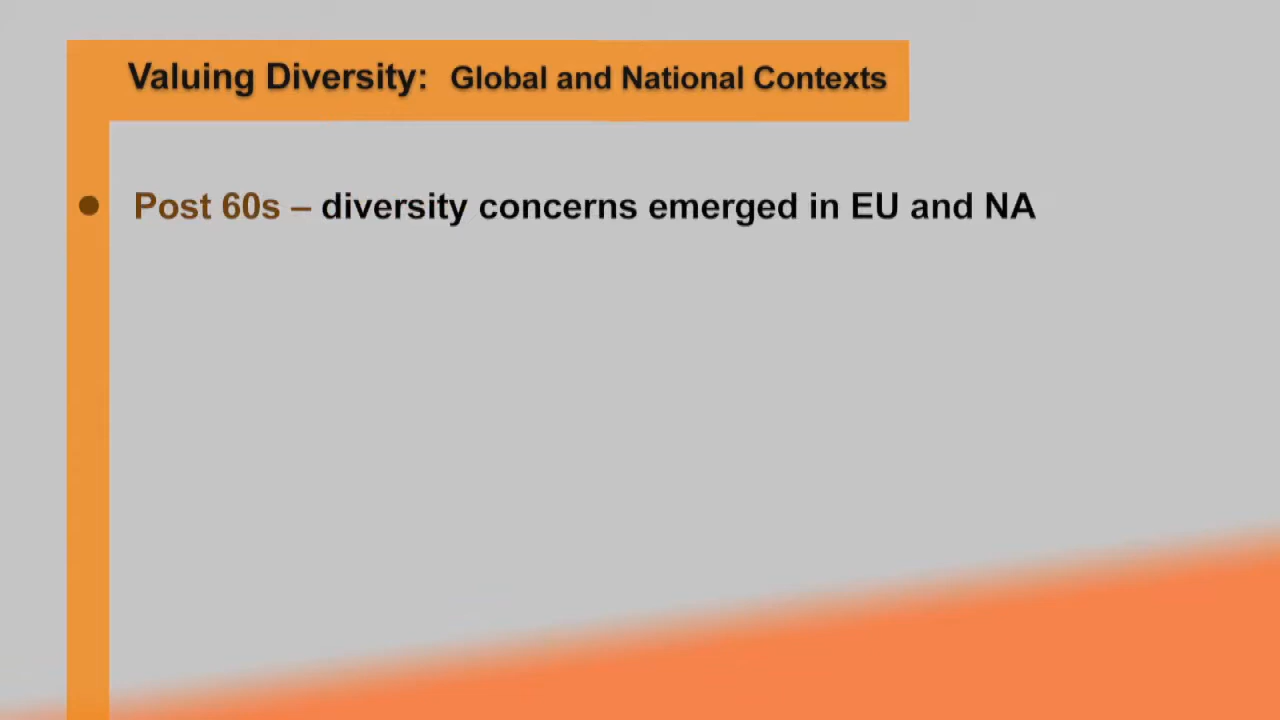 Valuing Diversity: Global and National Contexts
● Post 60s – diversity concerns emerged in EU and NA